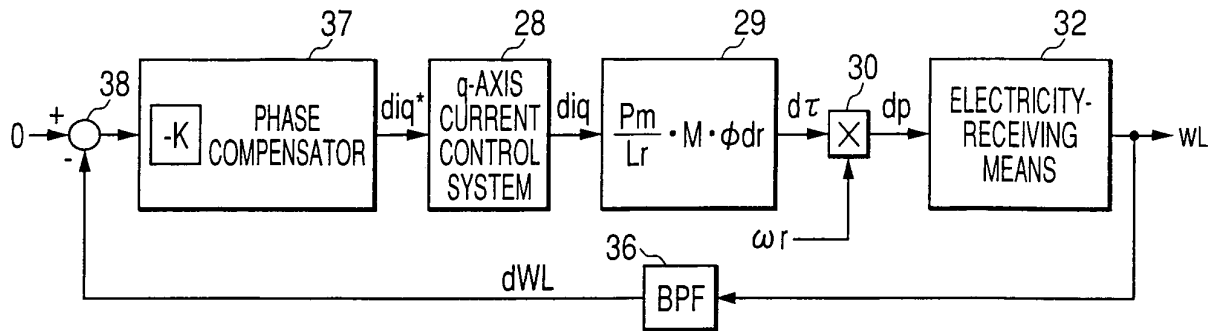 37
28
29
32
38
30
0
+
-
-K
PHASE
COMPENSATOR
diq*
q-AXIS
CURRENT
CONTROL
SYSTEM
diq
Pm
Lr
·M·φdr
dτ
×
dp
ELECTRICITY-
RECEIVING
MEANS
wL
ωr
36
dWL
BPF